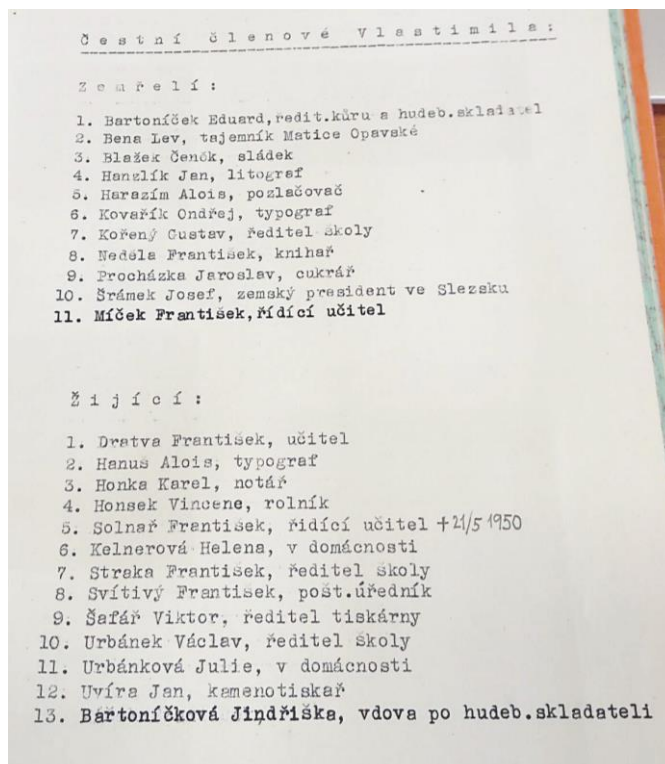 Čestní členové Vlastimila:
Zemřelí:
1. Bartoníček Eduard,ředit.kůru a hudeb.skladatel
2. Bena Lev, tajemník Matice Opavské
3. Blažek Čeněk, sládek
4. Hanzlík Jan, litograf
5. Harazím Alois, pozlačovač
6. Kovařík Ondřej, typograf
7. Kořený Gustav, ředitel školy
8. Neděla František, knihař
9. Procházka Jaroslav, cukrář
10. Šrámek Josef, zemský president ve Slezsku
11. Míček František,řídící učitel
Žijící:
1. Dratva František, učitel
2. Hanuš Alois, typograf
3. Honka Karel, notář
4. Honsek Vincenc, rolník
5. Solnař František, řidící učitel +21/5 1950
6. Kelnerová Helena, v domácnosti
7. Straka František, ředitel školy
8. Svítivý František, pošt.úředník
9. Šafář Viktor, ředitel tiskárny
10. Urbánek Václav, ředitel školy
11. Urbánková Julie, v domácnosti
12. Uvíra Jan, kamenotiskař
13. Bartoníčková Jindřiška, vdova po hudeb.skladateli